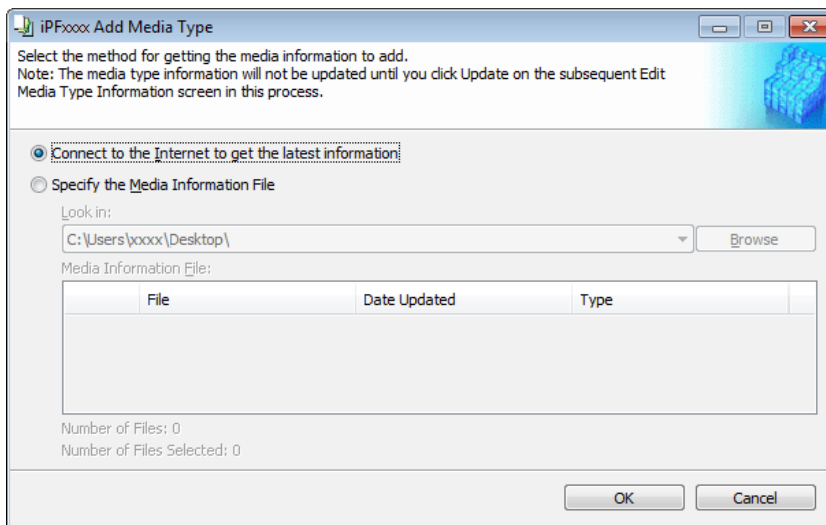 iPFxxxx Add Media Type
Select the method for getting the media information to add.
Note: The media type information will not be updated until you click Update on the subsequent Edit
Media Type Information screen in this process.
Connect to the Internet to get the latest information
Specify the Media Information File
Look in:
C:\Users\xxxx\Desktop\
Browse
Media Information File:
File Date Updated Type
Number of Files: 0
Number of Files Selected: 0
OK Cancel